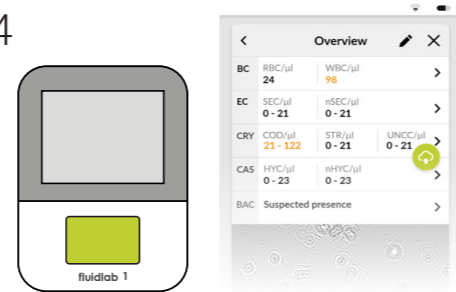 4
fluidlab 1
Overview
BC RBC/µl WBC/µl
24 98
EC SEC/µl nSEC/µl
0 - 21 0 - 21
CRY COD/µl STR/µl UNCC/µl
21 - 122 0 - 21 0 - 21
CAS HYC/µl nHYC/µl
0 - 23 0 - 23
BAC Suspected presence